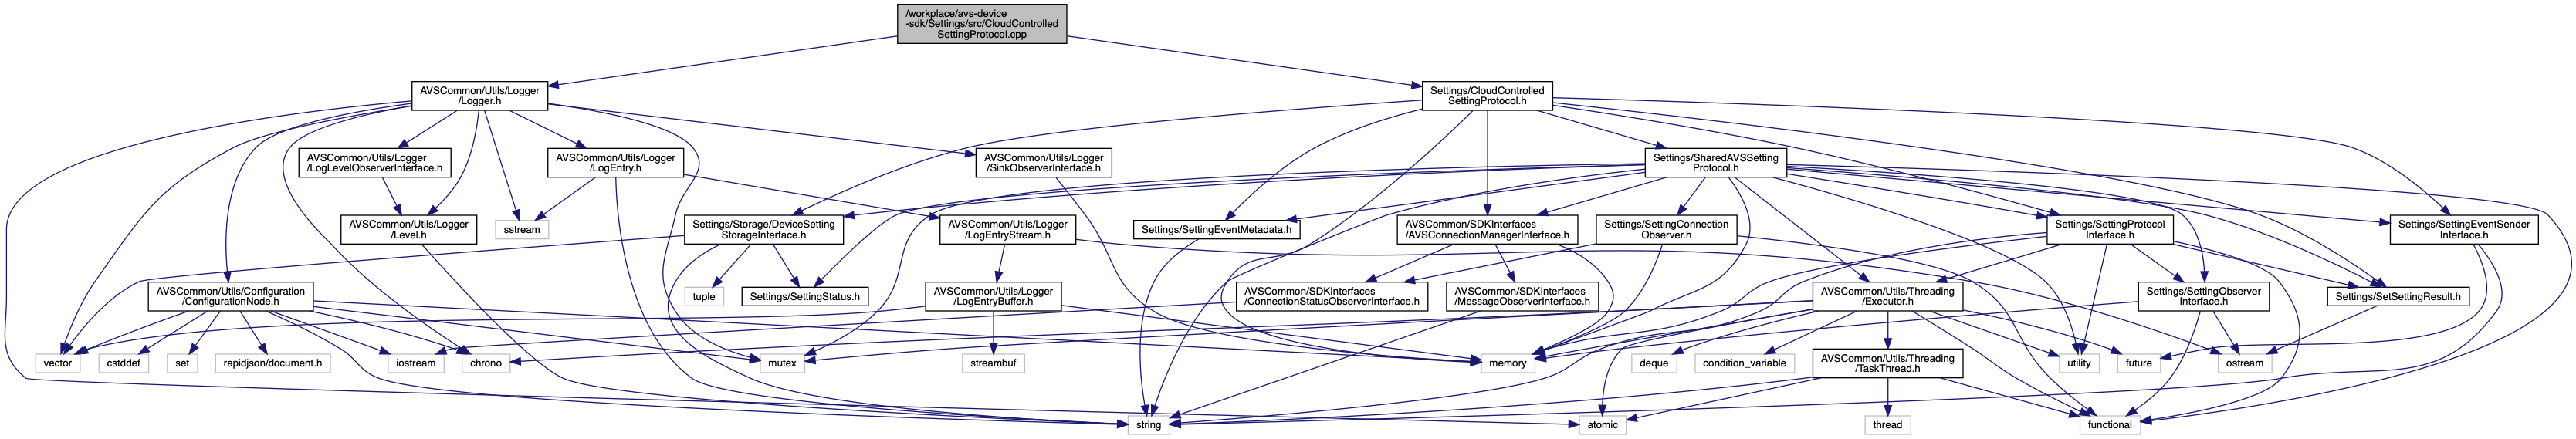 /workplace/avs-device
-sdk/Settings/src/CloudControlled
SettingProtocol.cpp
AVSCommon/Utils/Logger
/Logger.h
Settings/CloudControlled
SettingProtocol.h
AVSCommon/Utils/Logger
/LogLevelObserverInterface.h
AVSCommon/Utils/Logger
/LogEntry.h
AVSCommon/Utils/Logger
/SinkObserverInterface.h
Settings/SharedAVSSetting
Protocol.h
AVSCommon/Utils/Logger
/Level.h
sstream
Settings/Storage/DeviceSetting
StorageInterface.h
AVSCommon/Utils/Logger
/LogEntryStream.h
Settings/SettingEventMetadata.h
AVSCommon/SDKInterfaces
/AVSConnectionManagerInterface.h
Settings/SettingConnection
Observer.h
Settings/SettingProtocol
Interface.h
Settings/SettingEventSender
Interface.h
AVSCommon/Utils/Configuration
/ConfigurationNode.h
tuple
Settings/SettingStatus.h
AVSCommon/Utils/Logger
/LogEntryBuffer.h
AVSCommon/SDKInterfaces
/ConnectionStatusObserverInterface.h
AVSCommon/SDKInterfaces
/MessageObserverInterface.h
AVSCommon/Utils/Threading
/Executor.h
Settings/SettingObserver
Interface.h
Settings/SetSettingResult.h
vector
cstddef
set
rapidjson/document.h
iostream
chrono
mutex
streambuf
memory
deque
condition_variable
AVSCommon/Utils/Threading
/TaskThread.h
utility
future
ostream
string
atomic
thread
functional